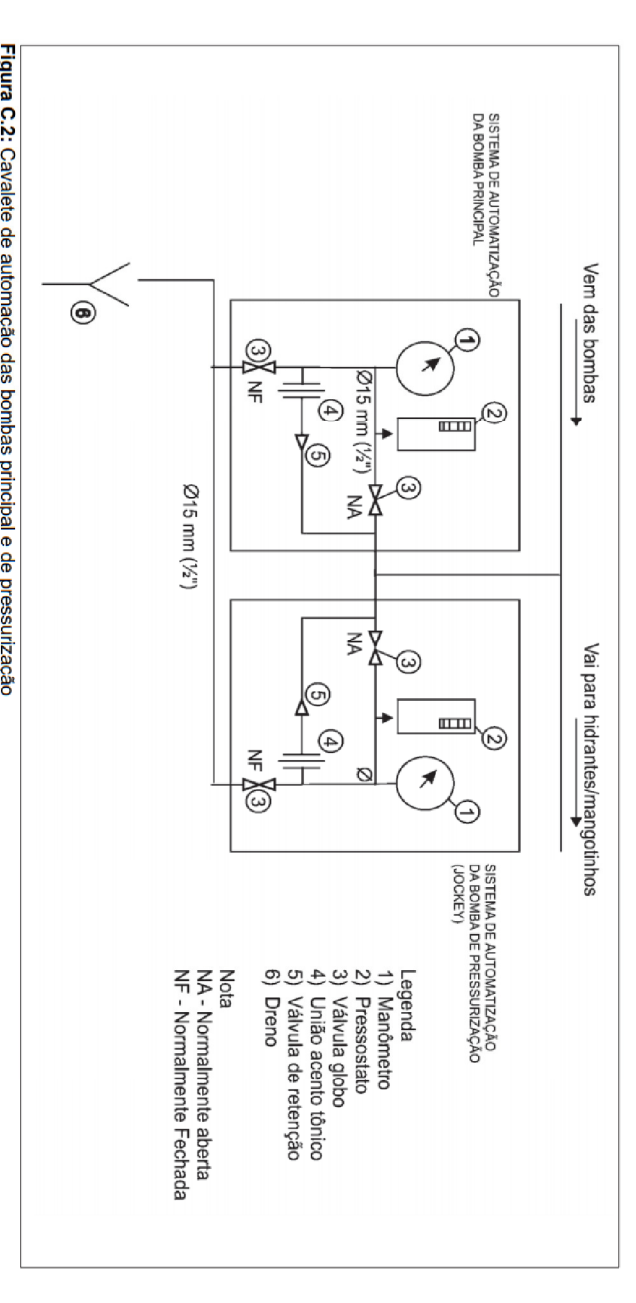 Vem das bombas
Vai para hidrantes/mangotinhos
SISTEMA DE AUTOMATIZAÇÃO
DA BOMBA PRINCIPAL
1
2
3
Ø15 mm (½")
NA
4
5
3
NF
SISTEMA DE AUTOMATIZAÇÃO
DA BOMBA DE PRESSURIZAÇÃO
(JOCKEY)
3
NA
2
1
Ø
5
4
NF
3
Ø15 mm (½")
6
Legenda
1) Manômetro
2) Pressostato
3) Válvula globo
4) União acento tônico
5) Válvula de retenção
6) Dreno
Nota
NA - Normalmente aberta
NF - Normalmente Fechada
Figura C.2: Cavalete de automação das bombas principal e de pressurização